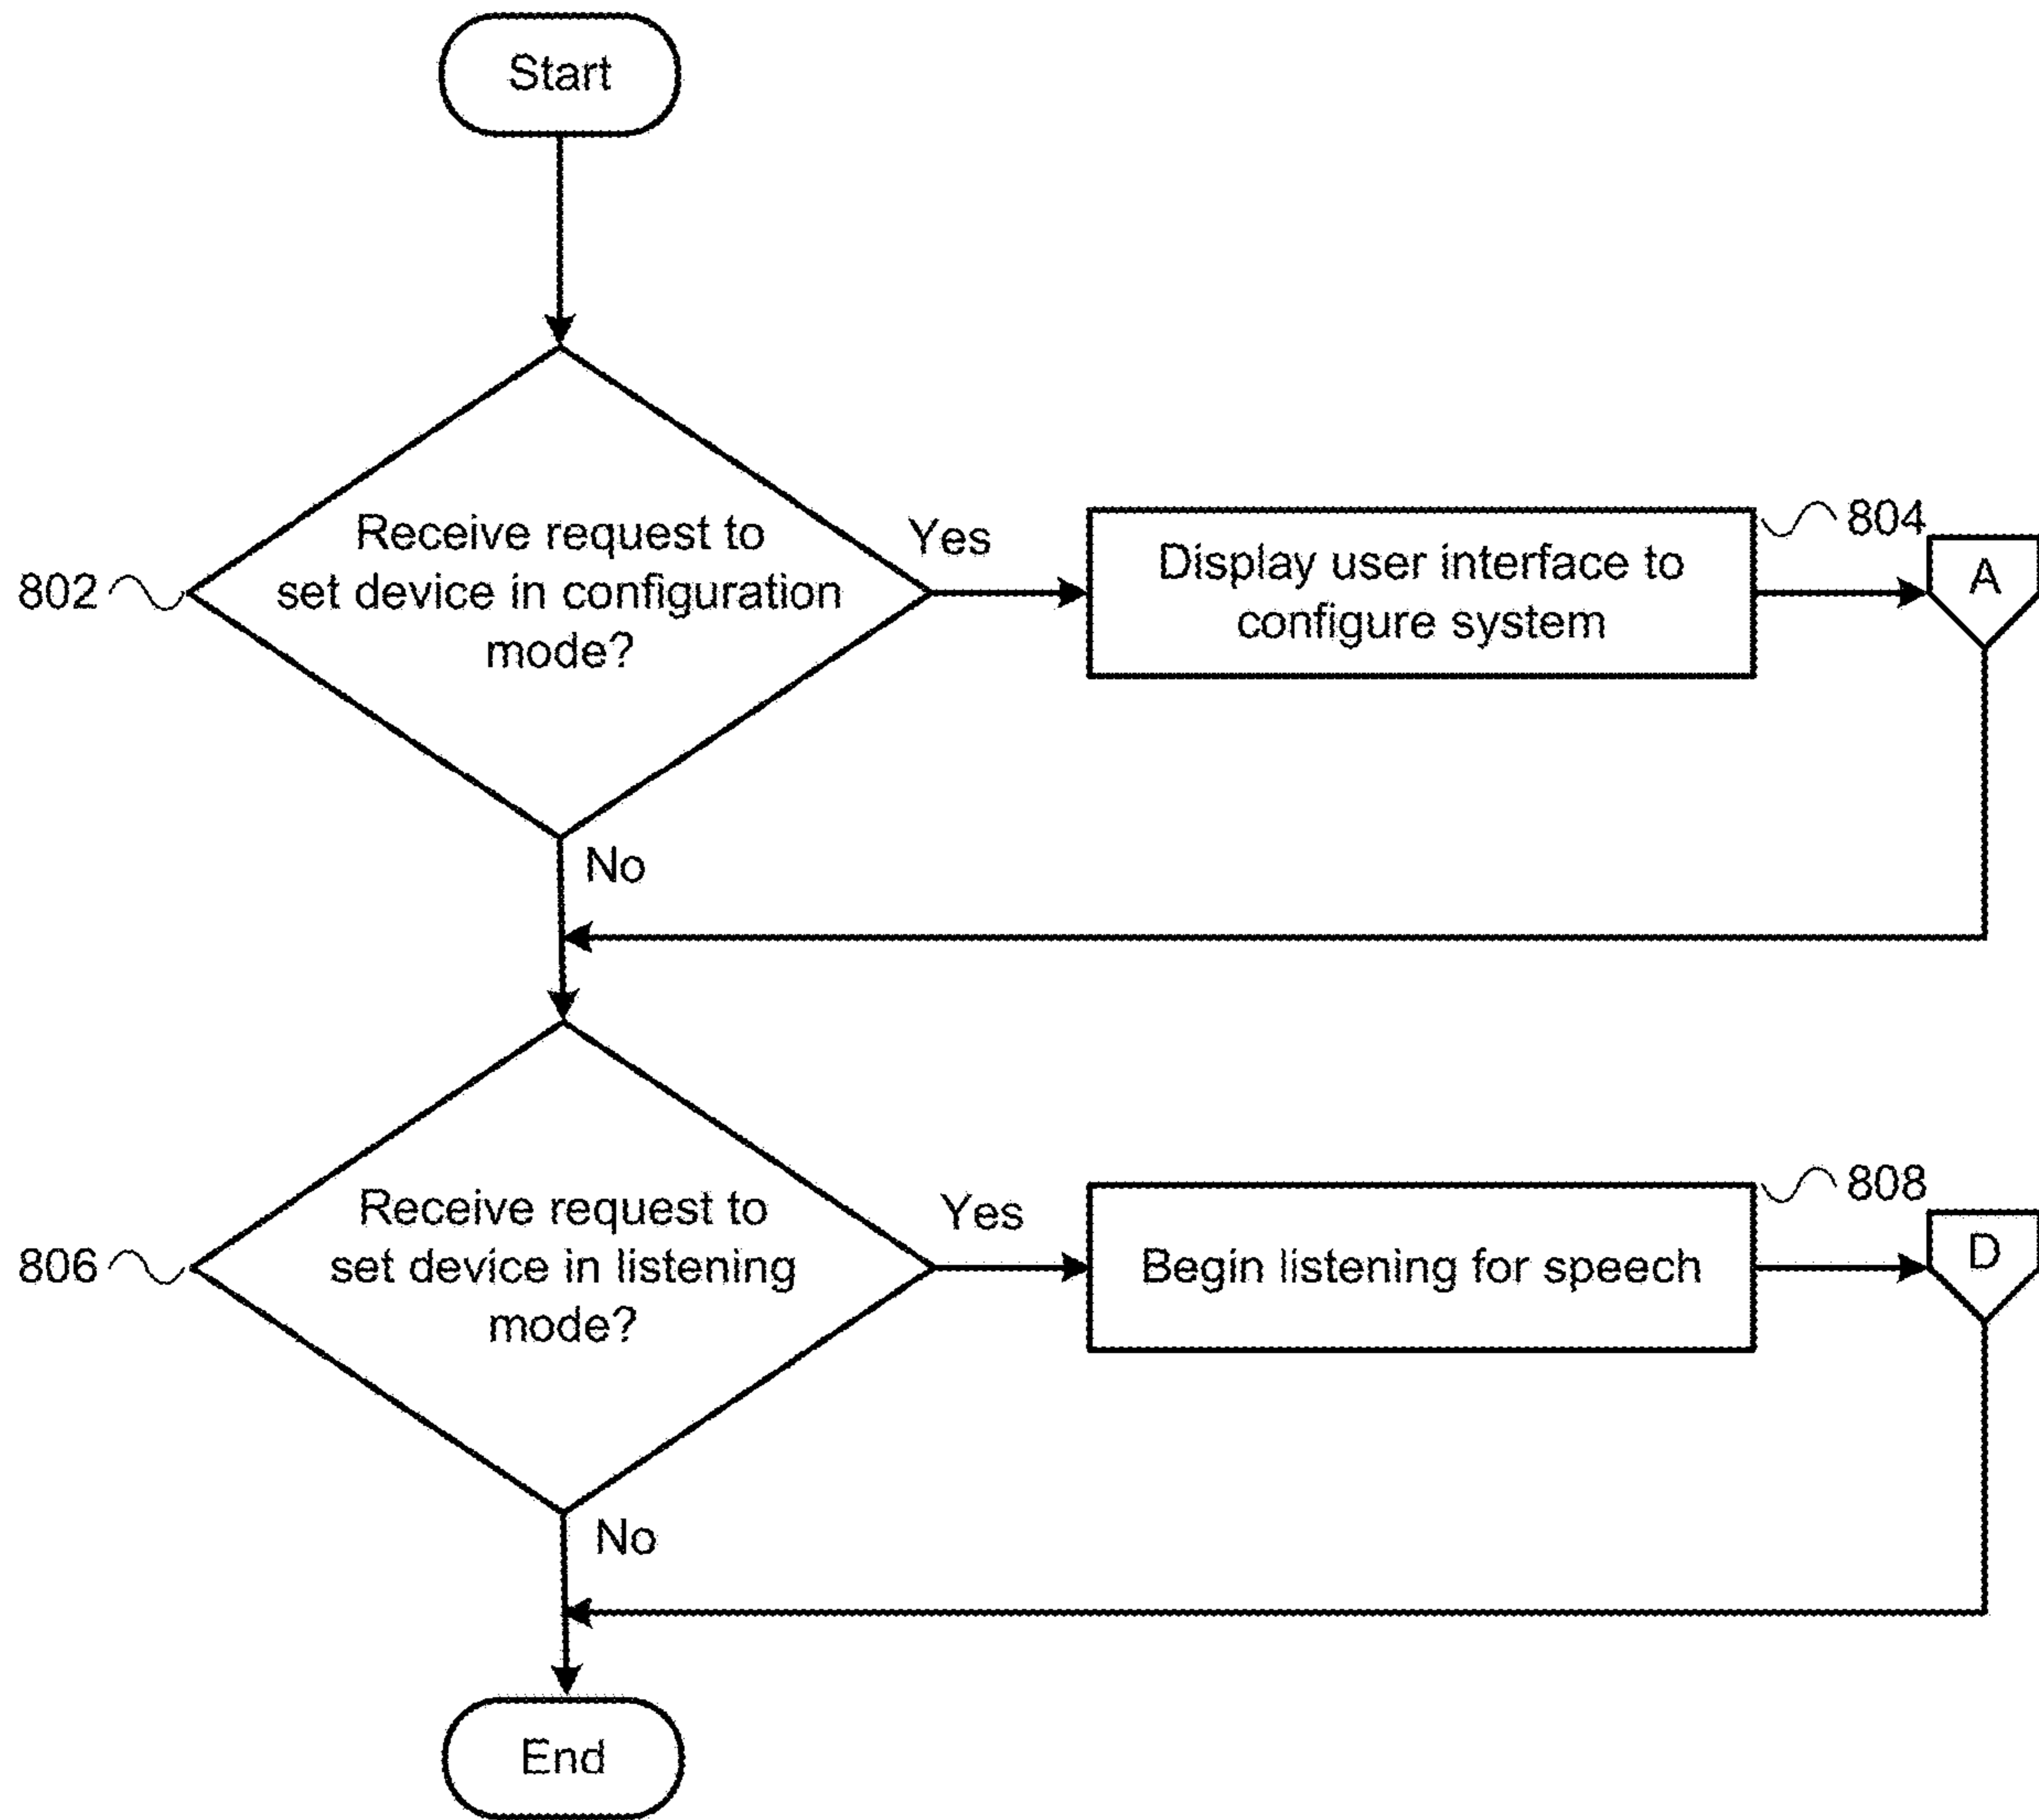 Start
Receive request to
set device in configuration
mode?
802
Yes
Display user interface to
configure system
804
A
No
Receive request to
set device in listening
mode?
806
Yes
Begin listening for speech
808
D
No
End